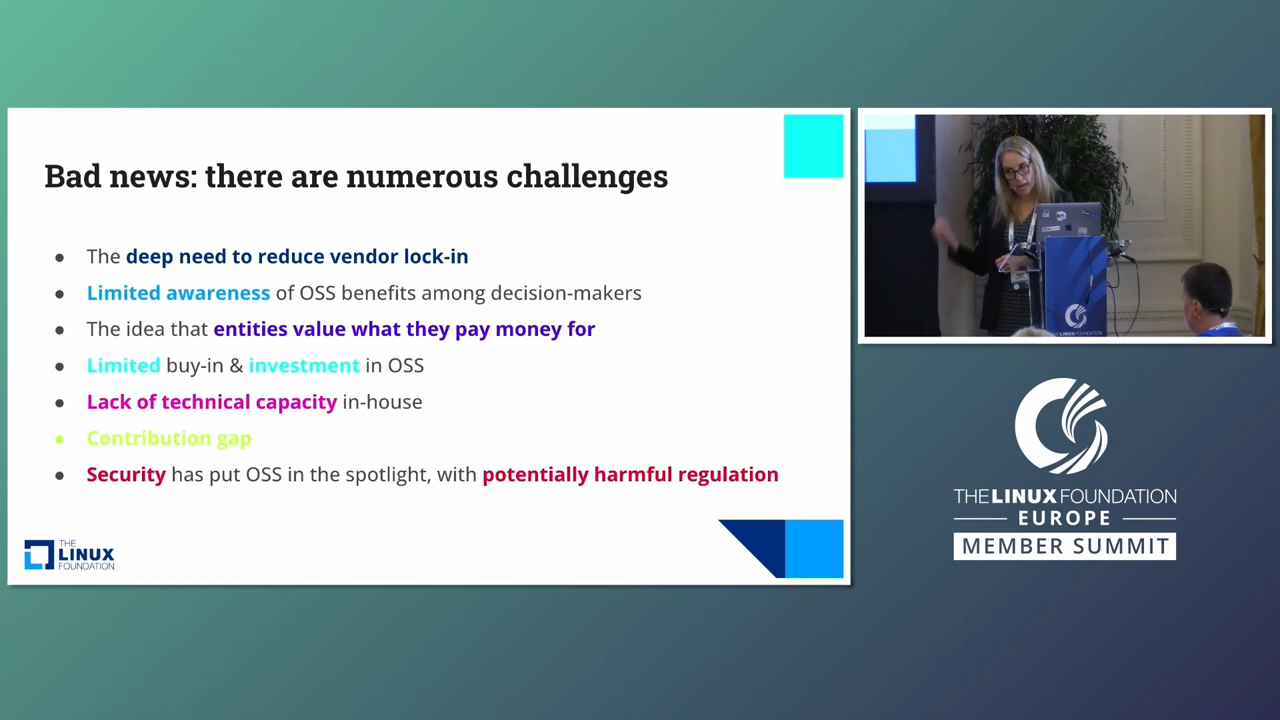 Bad news: there are numerous challenges
● The deep need to reduce vendor lock-in
● Limited awareness of OSS benefits among decision-makers
● The idea that entities value what they pay money for
● Limited buy-in & investment in OSS
● Lack of technical capacity in-house
● Contribution gap
● Security has put OSS in the spotlight, with potentially harmful regulation
THE
LINUX
FOUNDATION
THE LINUX FOUNDATION
THE LINUX FOUNDATION
EUROPE
MEMBER SUMMIT